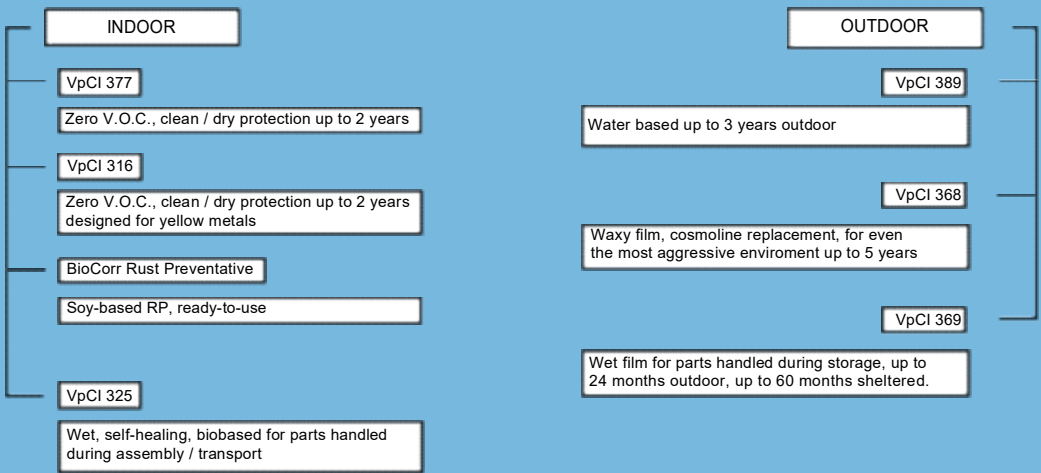 INDOOR
VpCI 377
Zero V.O.C., clean / dry protection up to 2 years
VpCI 316
Zero V.O.C., clean / dry protection up to 2 years
designed for yellow metals
BioCorr Rust Preventative
Soy-based RP, ready-to-use
VpCI 325
Wet, self-healing, biobased for parts handled
during assembly / transport
OUTDOOR
VpCI 389
Water based up to 3 years outdoor
VpCI 368
Waxy film, cosmoline replacement, for even
the most aggressive enviroment up to 5 years
VpCI 369
Wet film for parts handled during storage, up to
24 months outdoor, up to 60 months sheltered.